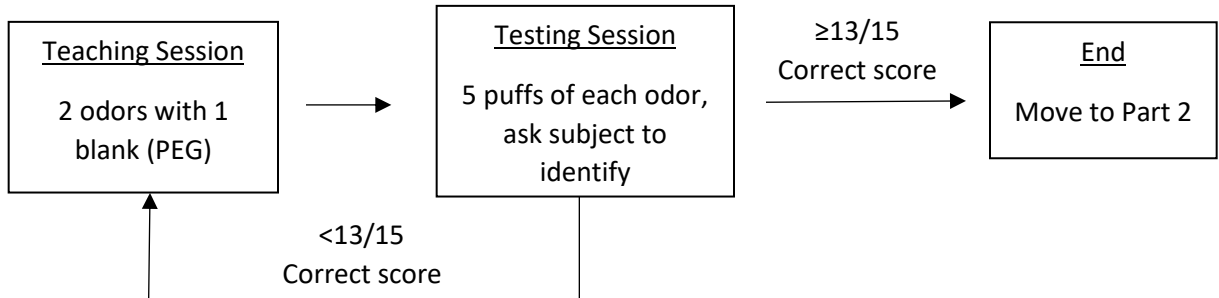 Teaching Session
2 odors with 1
blank (PEG)
Testing Session
5 puffs of each odor,
ask subject to
identify
≥13/15
Correct score
End
Move to Part 2
<13/15
Correct score